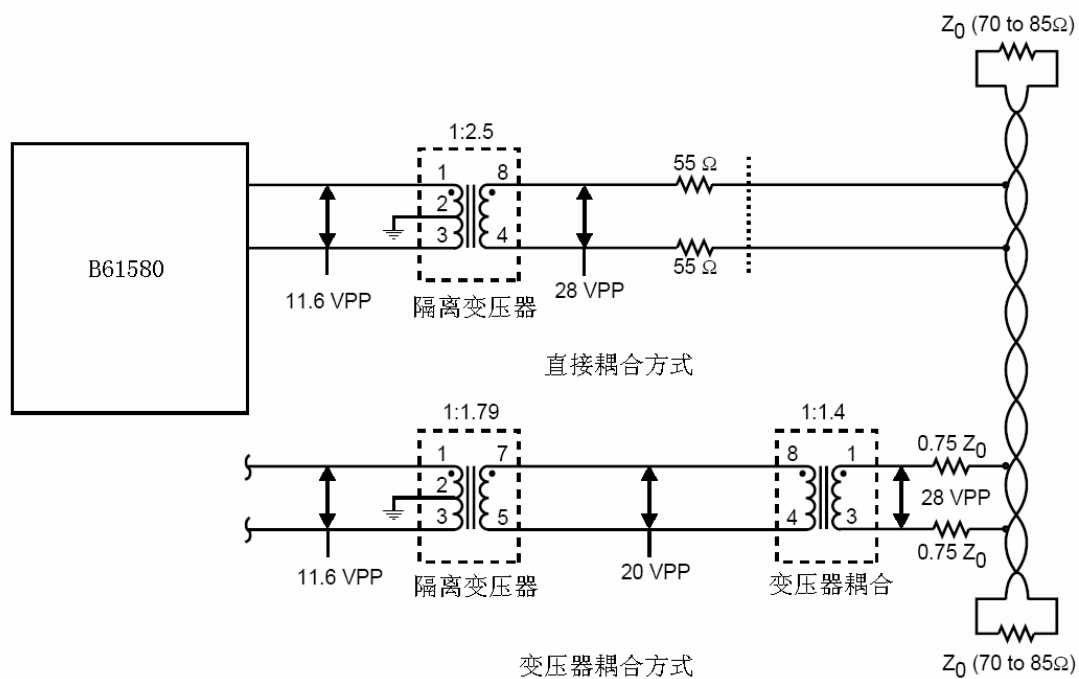 Z0 (70 to 85Ω)
1:2.5
55 Ω
1
8
2
3
4
B61580
55 Ω
11.6 VPP
28 VPP
隔离变压器
直接耦合方式
1:1.79
1:1.4
1
7
8
1
0.75 Z0
2
28 VPP
3
5
4
3
0.75 Z0
11.6 VPP
20 VPP
隔离变压器
变压器耦合
变压器耦合方式
Z0 (70 to 85Ω)